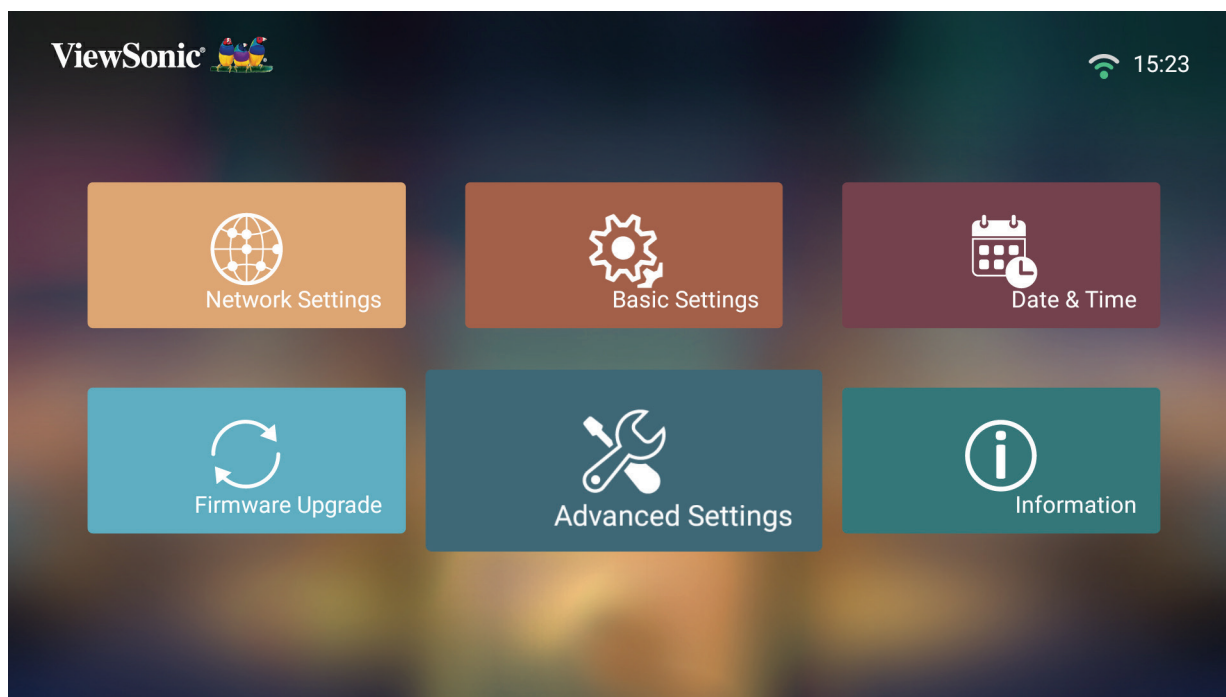 ViewSonic®
15:23
Network Settings
Basic Settings
Date & Time
Firmware Upgrade
Advanced Settings
Information